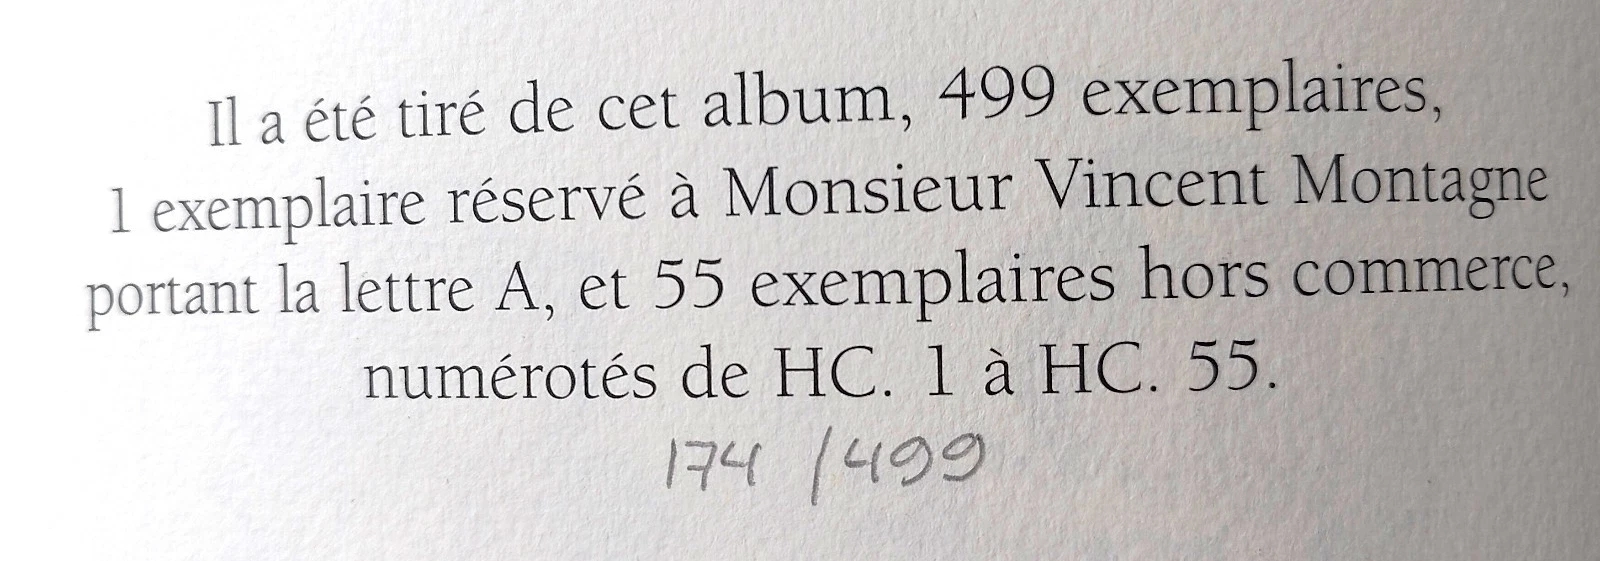 Il a été tiré de cet album, 499 exemplaires,
1 exemplaire réservé à Monsieur Vincent Montagne
portant la lettre A, et 55 exemplaires hors commerce,
numérotés de HC. 1 à HC. 55.
174 /499